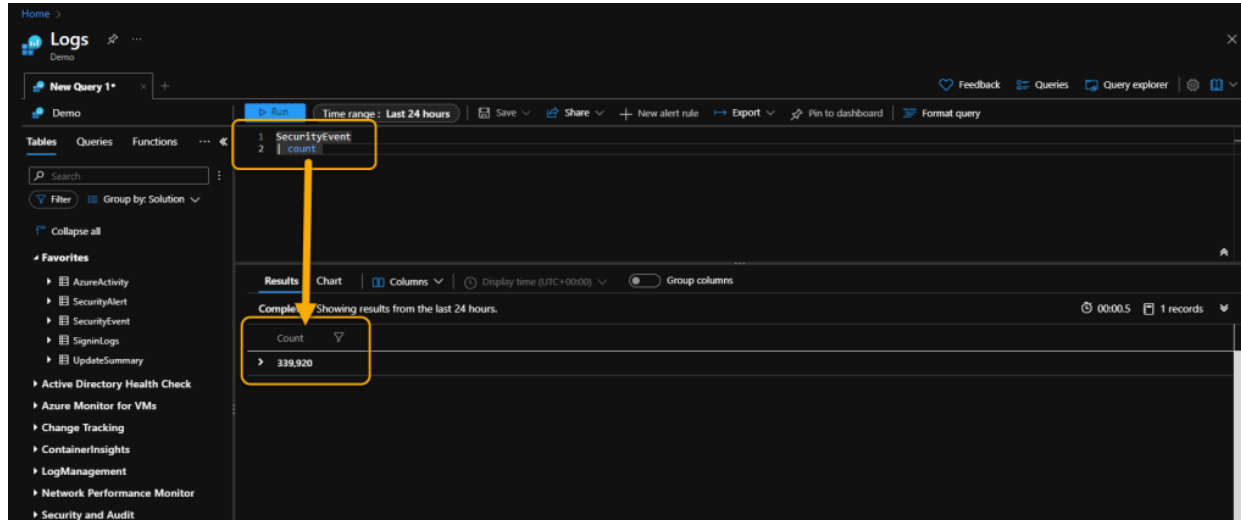 Home >
Logs ...
Demo
New Query 1* × +
Feedback Queries Query explorer
Demo
Run Time range : Last 24 hours Save Share New alert rule Export Pin to dashboard Format query
Tables Queries Functions ... «
1 SecurityEvent
2 | count
Search
Filter Group by: Solution
Collapse all
Favorites
AzureActivity
SecurityAlert
SecurityEvent
SigninLogs
UpdateSummary
Active Directory Health Check
Azure Monitor for VMs
Change Tracking
ContainerInsights
LogManagement
Network Performance Monitor
Security and Audit
...
Results Chart Columns Display time (UTC+00:00) Group columns
Showing results from the last 24 hours. 00:00.5 1 records
Count
> 339,920